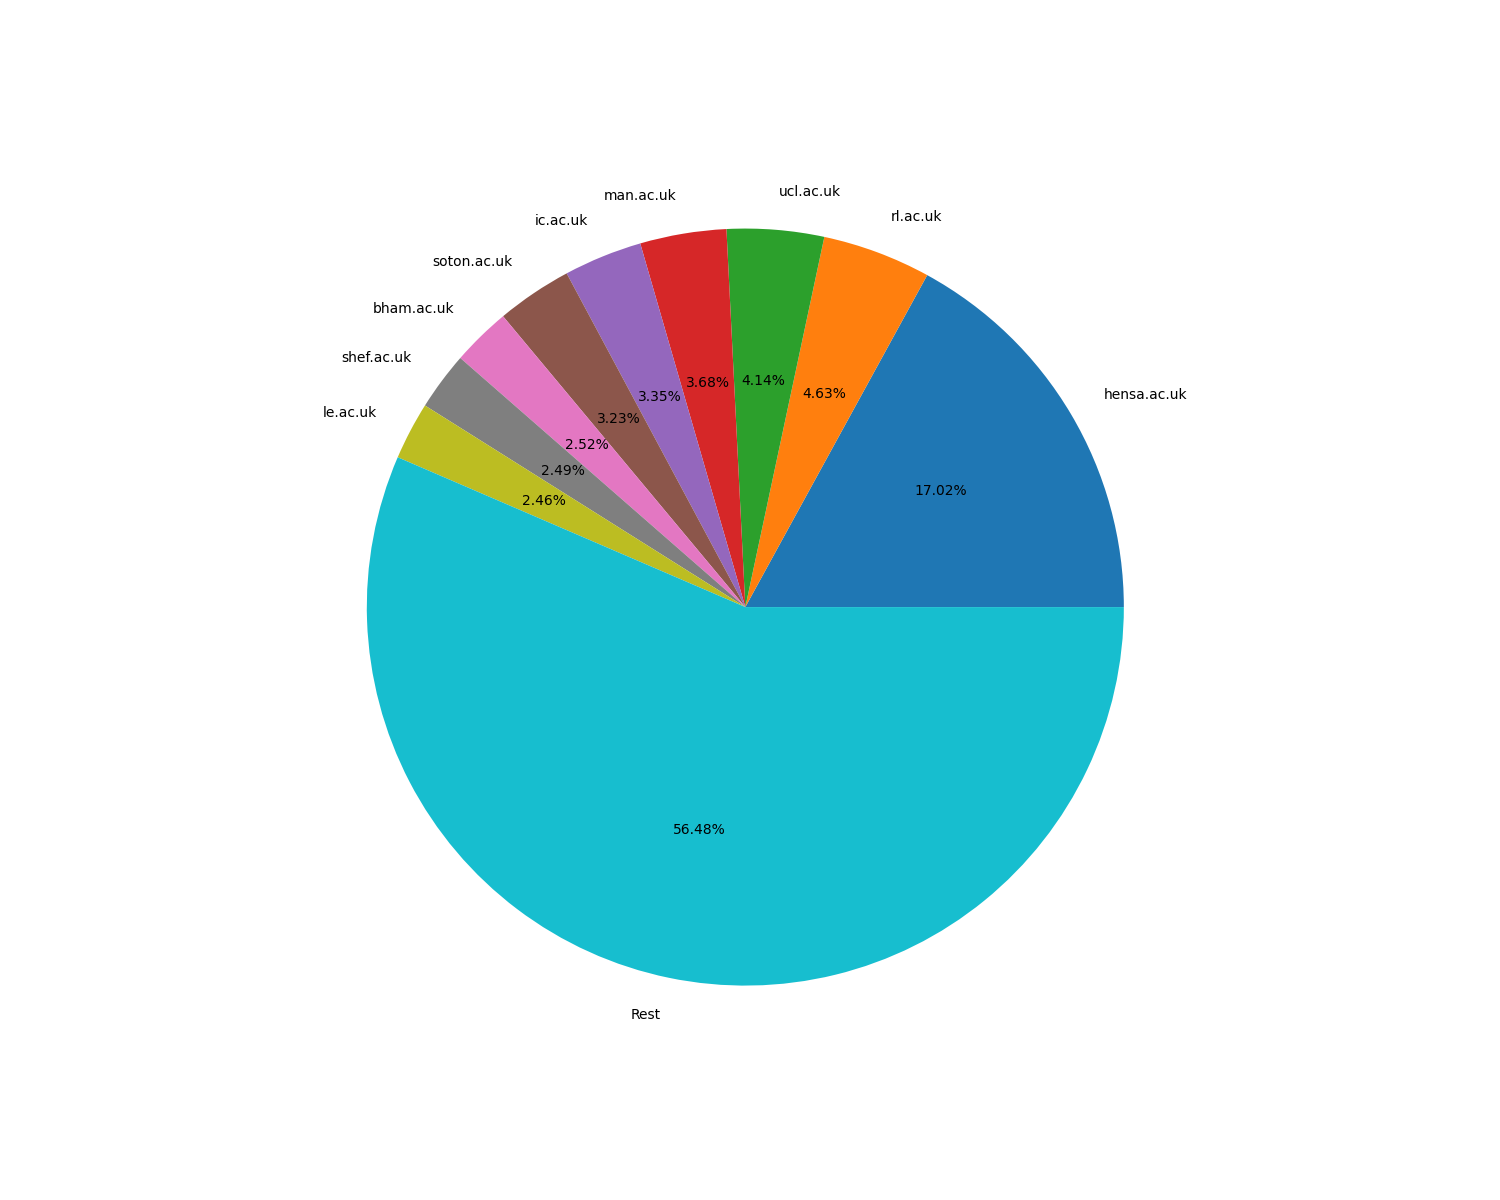 ucl.ac.uk
man.ac.uk
rl.ac.uk
ic.ac.uk
soton.ac.uk
bham.ac.uk
shef.ac.uk
4.14%
3.68%
4.63%
hensa.ac.uk
3.35%
le.ac.uk
3.23%
2.52%
2.49%
17.02%
2.46%
56.48%
Rest